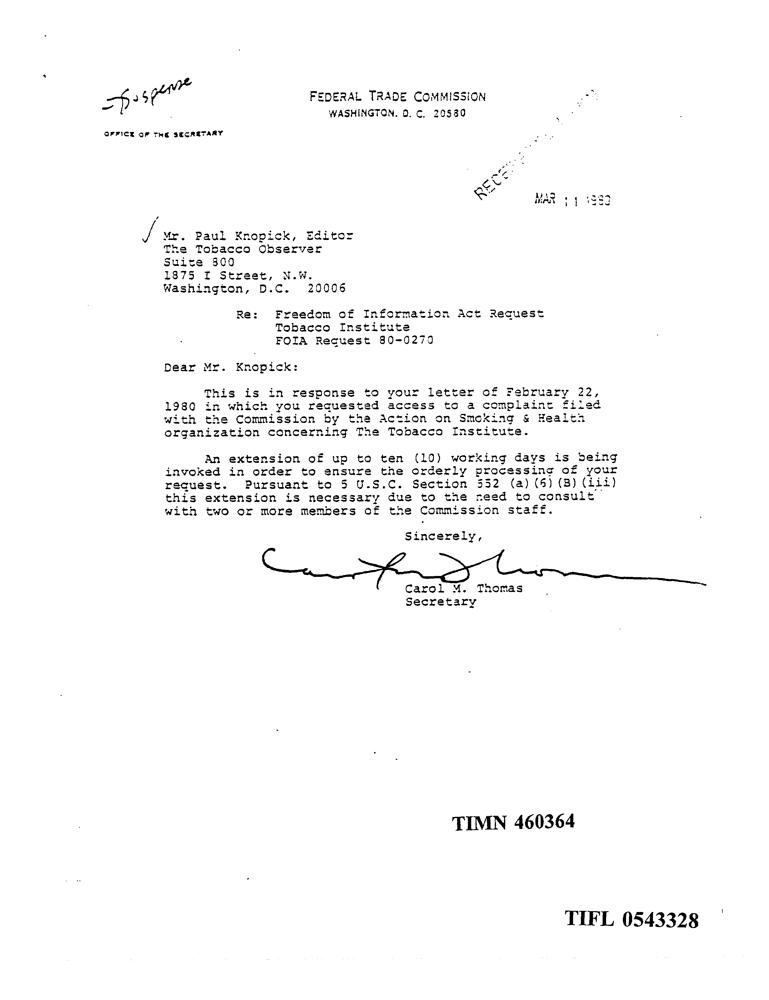 Suspense
FEDERAL TRADE COMMISSION
WASHINGTON, D. C. 20580
OFFICE OF THE SECRETARY
MAR 11 1980
Mr. Paul Knopick, Editor
The Tobacco Observer
Suite 800
1875 I Street, N.W.
Washington, D.C. 20006
Re: Freedom of Information Act Request
Tobacco Institute
FOIA Request 80-0270
Dear Mr. Knopick:
This is in response to your letter of February 22,
1980 in which you requested access to a complaint filed
with the Commission by the Action on Smoking & Health
organization concerning The Tobacco Institute.
An extension of up to ten (10) working days is being
invoked in order to ensure the orderly processing of your
request. Pursuant to 5 U.S.C. Section 552 (a)(6)(B)(iii)
this extension is necessary due to the need to consult
with two or more members of the Commission staff.
Sincerely,
Carol M. Thomas
Secretary
TIMN 460364
TIFL 0543328